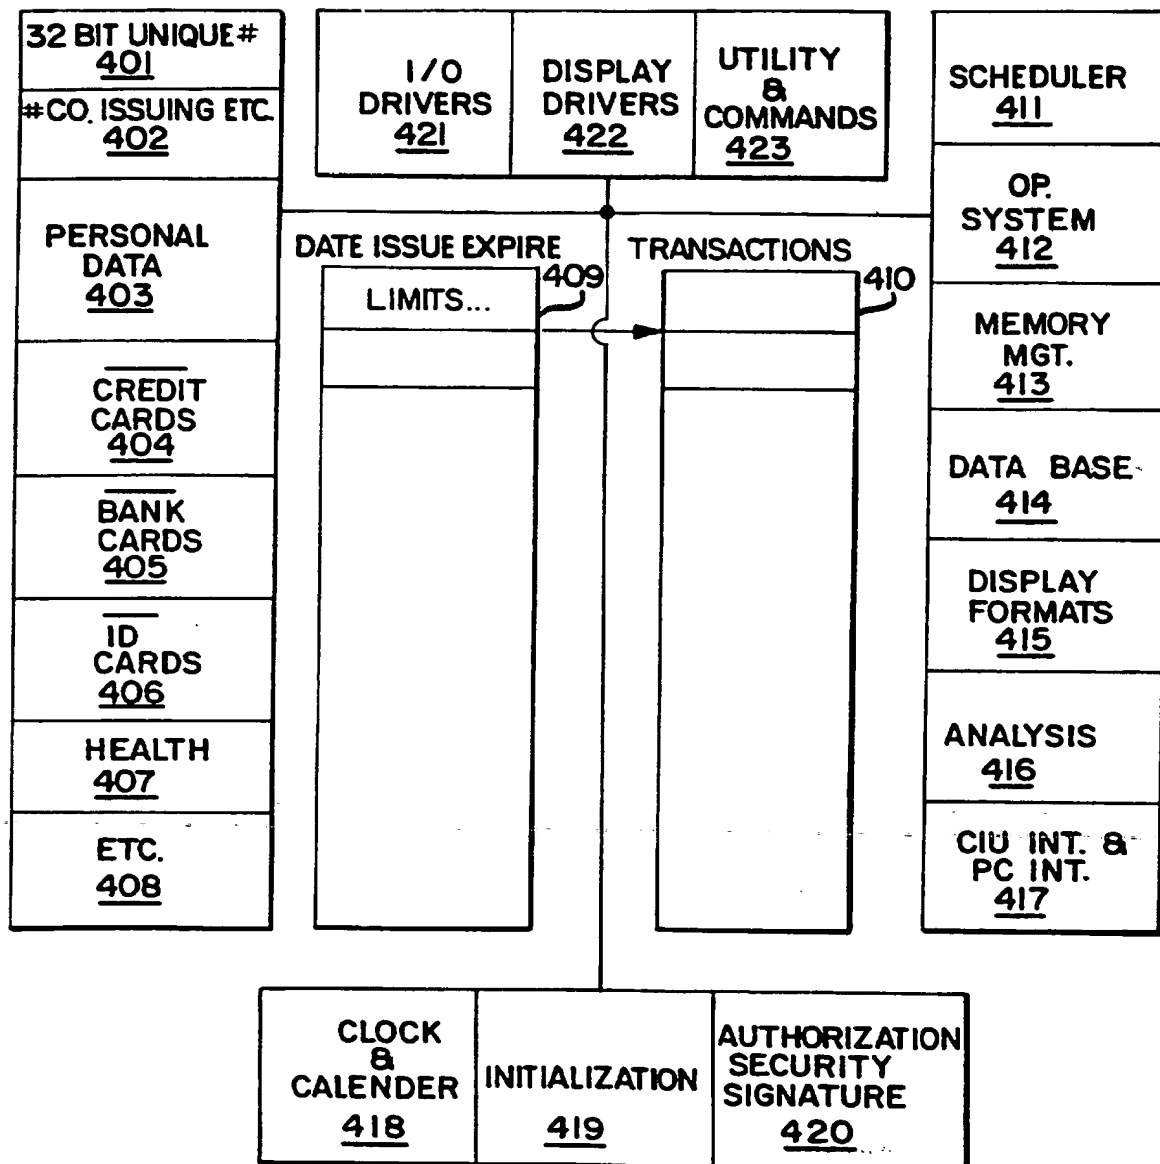 32 BIT UNIQUE#
401
#CO. ISSUING ETC.
402
PERSONAL
DATA
403
CREDIT
CARDS
404
BANK
CARDS
405
ID
CARDS
406
HEALTH
407
ETC.
408
I/O
DRIVERS
421
DISPLAY
DRIVERS
422
UTILITY
&
COMMANDS
423
DATE ISSUE EXPIRE
409
LIMITS...
TRANSACTIONS
410
SCHEDULER
411
OP.
SYSTEM
412
MEMORY
MGT.
413
DATA BASE
414
DISPLAY
FORMATS
415
ANALYSIS
416
CIU INT. &
PC INT.
417
CLOCK
&
CALENDER
418
INITIALIZATION
419
AUTHORIZATION
SECURITY
SIGNATURE
420